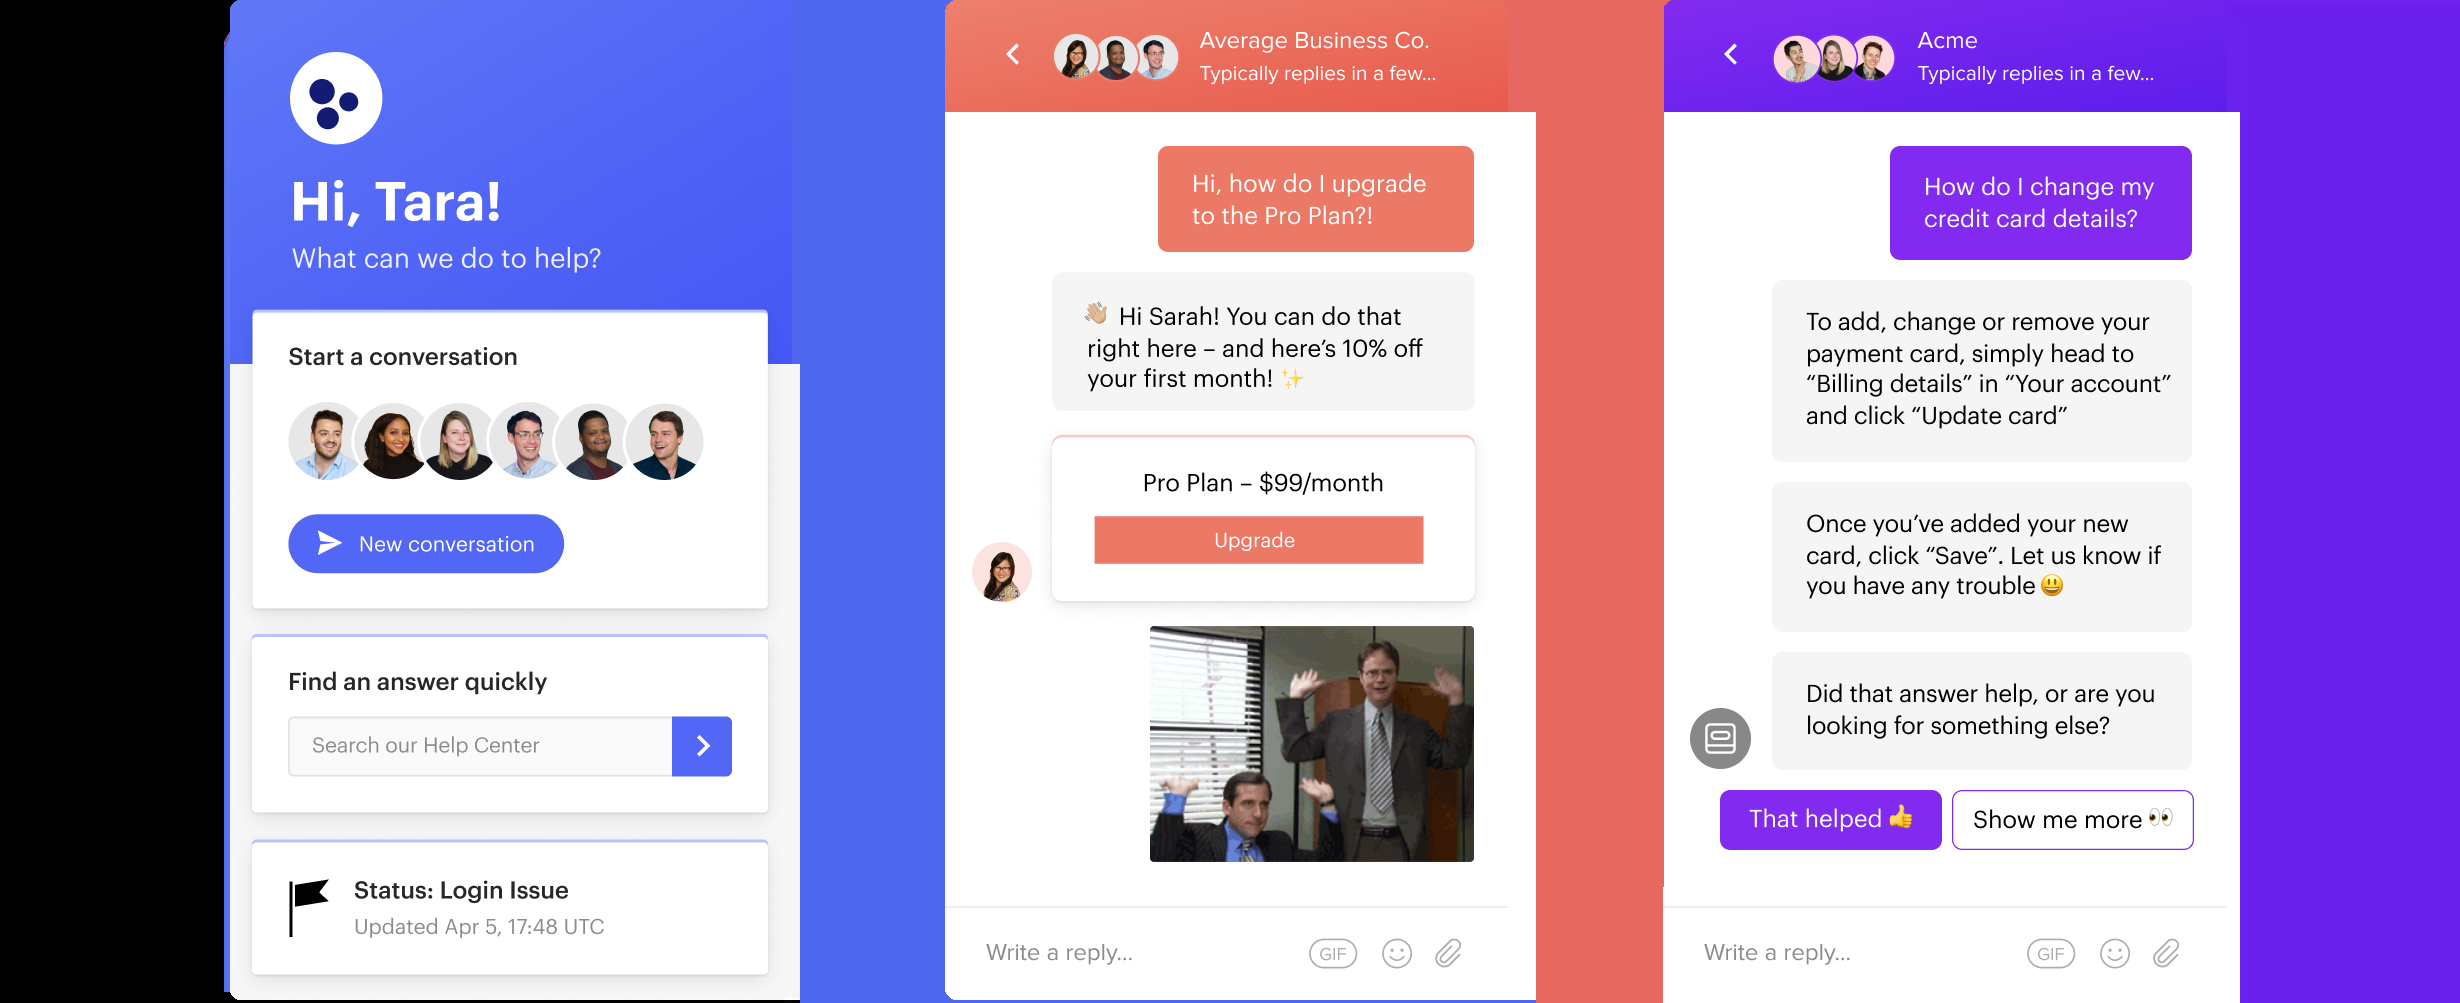 Hi, Tara!
What can we do to help?
Start a conversation
New conversation
Find an answer quickly
Search our Help Center
Status: Login Issue
Updated Apr 5, 17:48 UTC
Average Business Co.
Typically replies in a few...
Hi, how do I upgrade
to the Pro Plan?!
👋🏼 Hi Sarah! You can do that
right here – and here’s 10% off
your first month! ✨
Pro Plan – $99/month
Upgrade
Write a reply...
GIF
Acme
Typically replies in a few...
How do I change my
credit card details?
To add, change or remove your
payment card, simply head to
“Billing details” in “Your account”
and click “Update card”
Once you’ve added your new
card, click “Save”. Let us know if
you have any trouble 😃
Did that answer help, or are you
looking for something else?
That helped 👍
Show me more 👀
Write a reply...
GIF